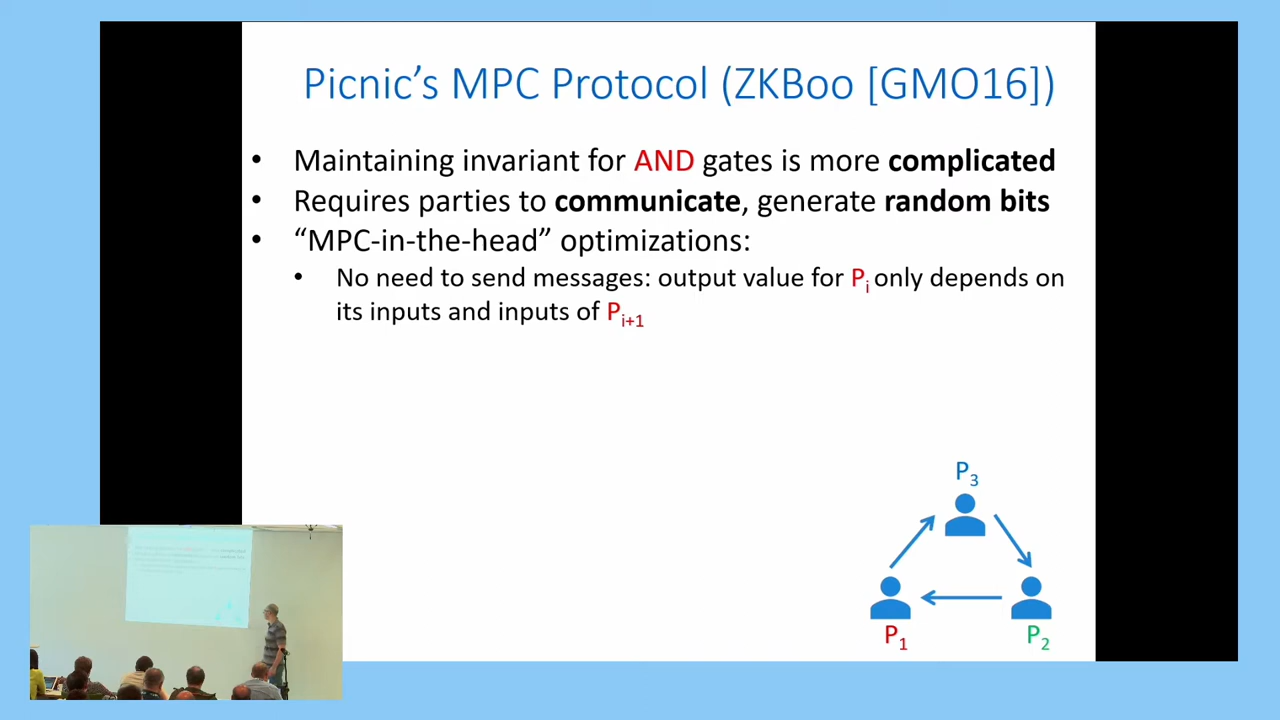 Picnic’s MPC Protocol (ZKBoo [GMO16])
• Maintaining invariant for AND gates is more complicated
• Requires parties to communicate, generate random bits
• “MPC-in-the-head” optimizations:
• No need to send messages: output value for Pi only depends on
its inputs and inputs of Pi+1
P3
P1
P2